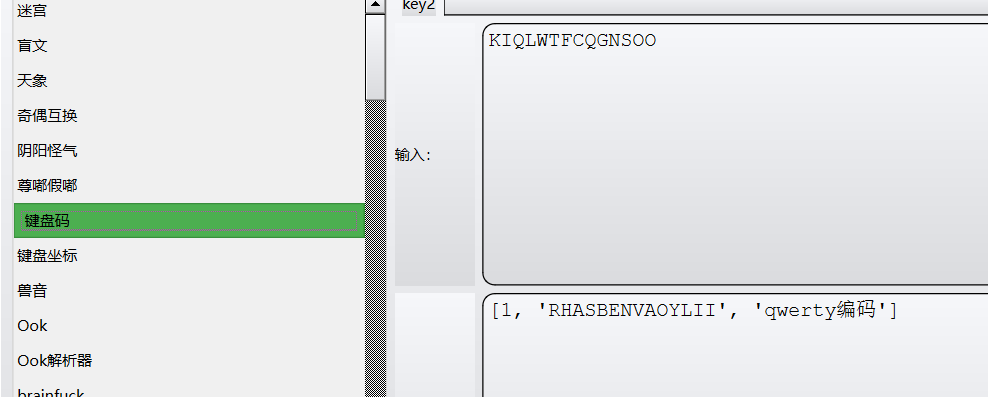 迷宫
盲文
天象
奇偶互换
阴阳怪气
尊嘟假嘟
键盘码
键盘坐标
兽音
Ook
Ook解析器
brainfuck
key2
输入：
KIQLWTFCQGNSOO
[1, 'RHASBENVAOYLII', 'qwerty编码']